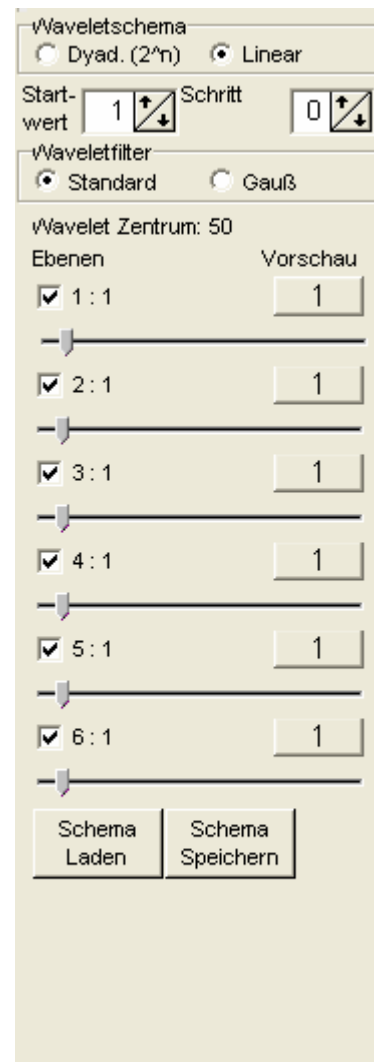 Waveletschema
Dyad. (2^n) Linear
Start-
wert 1 Schritt 0
Waveletfilter
Standard Gauß
Wavelet Zentrum: 50
Ebenen Vorschau
1 : 1 1
2 : 1 1
3 : 1 1
4 : 1 1
5 : 1 1
6 : 1 1
Schema Schema
Laden Speichern